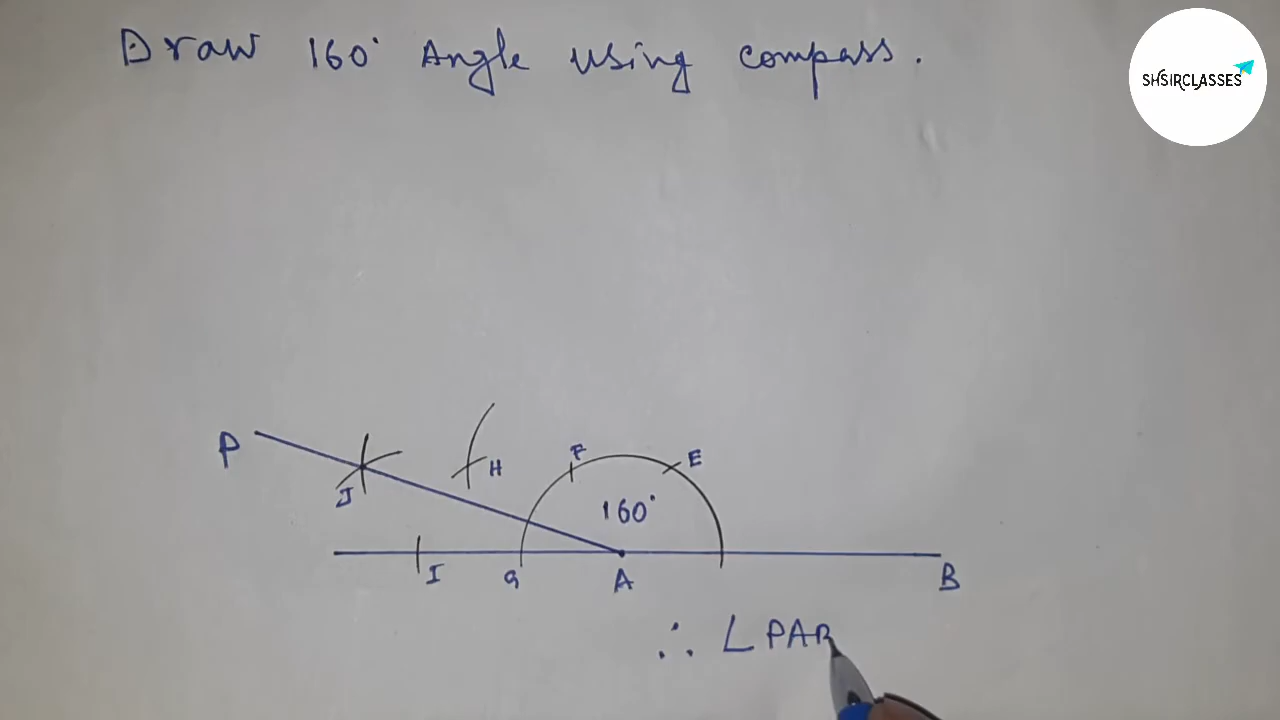 Draw 160° Angle using compass.
SHSIRCLASSES
P
J
H
F
E
160°
I
G
A
B
∴ ∠PAB